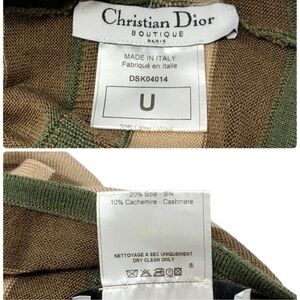 Christian Dior
BOUTIQUE
PARIS
MADE IN ITALY
Fabriqué en Italie
DSK04014
U
20% Soie - Silk
10% Cachemire - Cashmere
NETTOYAGE A SEC UNIQUEMENT
DRY CLEAN ONLY